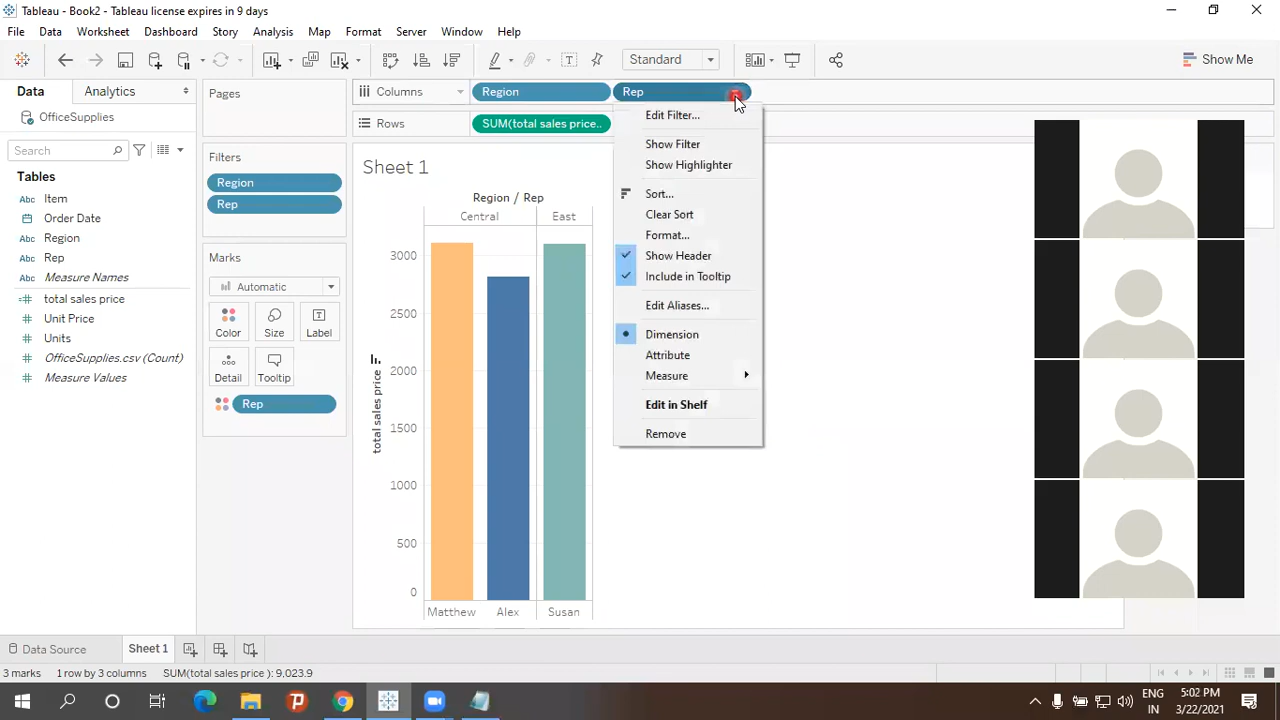 Tableau - Book2 - Tableau license expires in 9 days
File Data Worksheet Dashboard Story Analysis Map Format Server Window Help
Standard
Show Me
Data
Analytics
Pages
Columns
Region
Rep
OfficeSupplies
Rows
SUM(total sales price..
Search
Filters
Region
Rep
Tables
Abc Item
Order Date
Abc Region
Abc Rep
Abc Measure Names
total sales price
Unit Price
Units
OfficeSupplies.csv (Count)
Measure Values
Marks
Automatic
Color
Size
Label
Detail
Tooltip
Rep
Sheet 1
Region / Rep
Central
East
3000
2500
2000
1500
1000
500
0
total sales price
Matthew
Alex
Susan
Edit Filter...
Show Filter
Show Highlighter
Sort...
Clear Sort
Format...
Show Header
Include in Tooltip
Edit Aliases...
Dimension
Attribute
Measure
Edit in Shelf
Remove
Data Source
Sheet 1
3 marks 1 row by 3 columns SUM(total sales price ): 9,023.9
ENG
IN
5:02 PM
3/22/2021